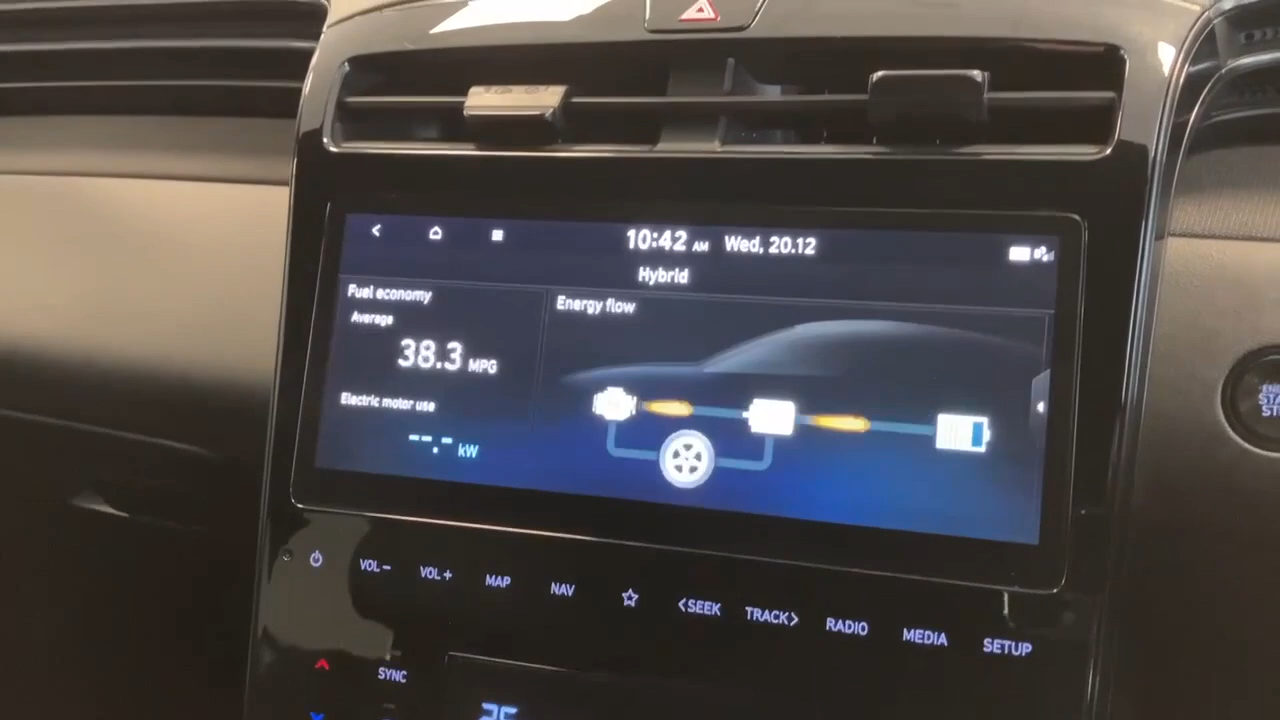 10:42 AM Wed, 20.12
Hybrid
Fuel economy
Average
38.3 MPG
Energy flow
Electric motor use
--.- kW
VOL- VOL+ MAP NAV <SEEK TRACK> RADIO MEDIA SETUP
SYNC